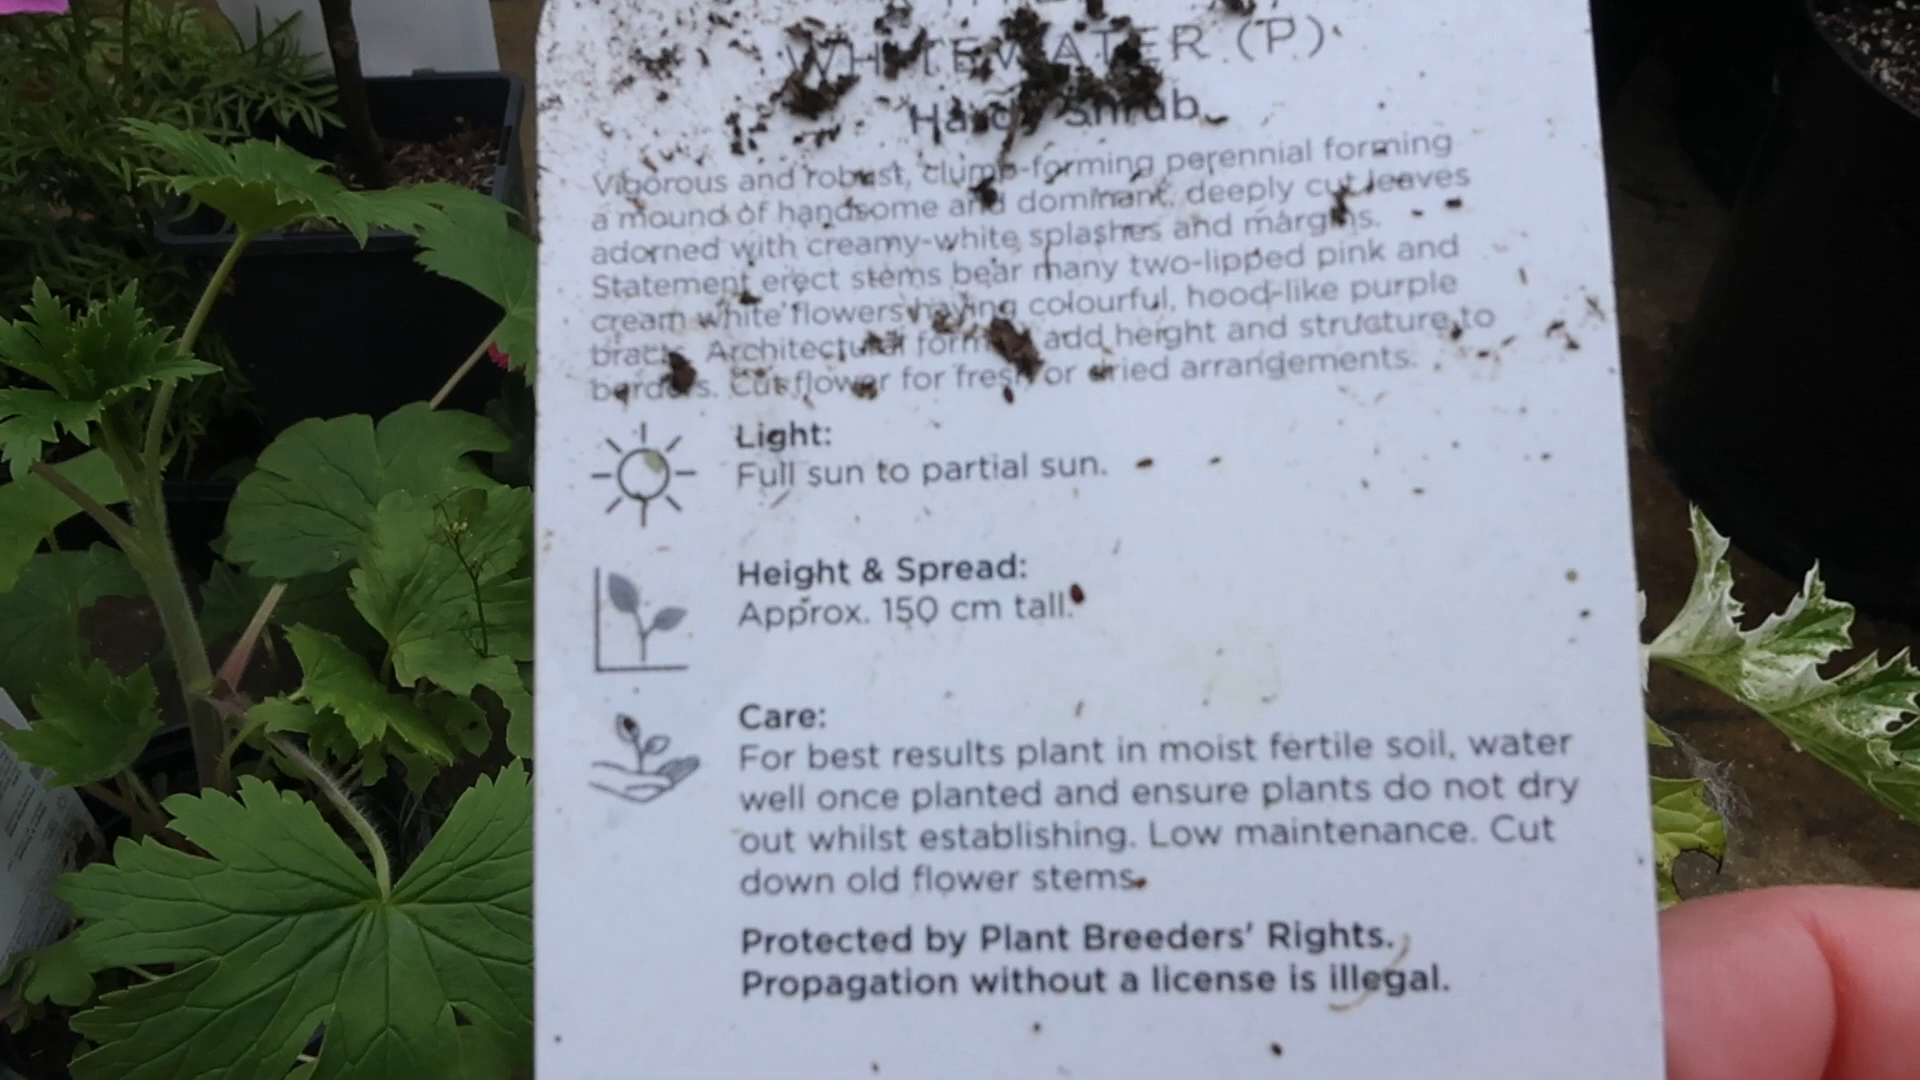 WHITEWATER (P)
Hardy Shrub
Vigorous and robust, clump-forming perennial forming
a mound of handsome and dominant, deeply cut leaves
adorned with creamy-white splashes and margins.
Statement erect stems bear many two-lipped pink and
cream white flowers having colourful, hood-like purple
bracts. Architectural form add height and structure to
borders. Cut flower for fresh or dried arrangements.
Light:
Full sun to partial sun.
Height & Spread:
Approx. 150 cm tall.
Care:
For best results plant in moist fertile soil, water
well once planted and ensure plants do not dry
out whilst establishing. Low maintenance. Cut
down old flower stems.
Protected by Plant Breeders' Rights.
Propagation without a license is illegal.